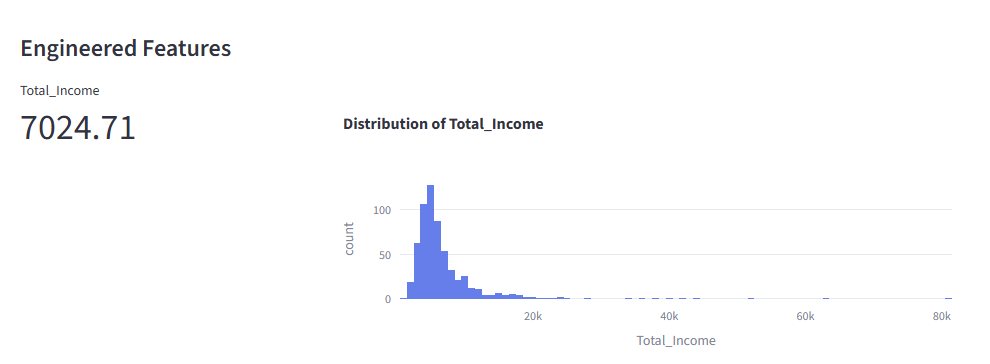 Engineered Features
Total_Income
7024.71
Distribution of Total_Income
100
50
0
count
20k
40k
60k
80k
Total_Income